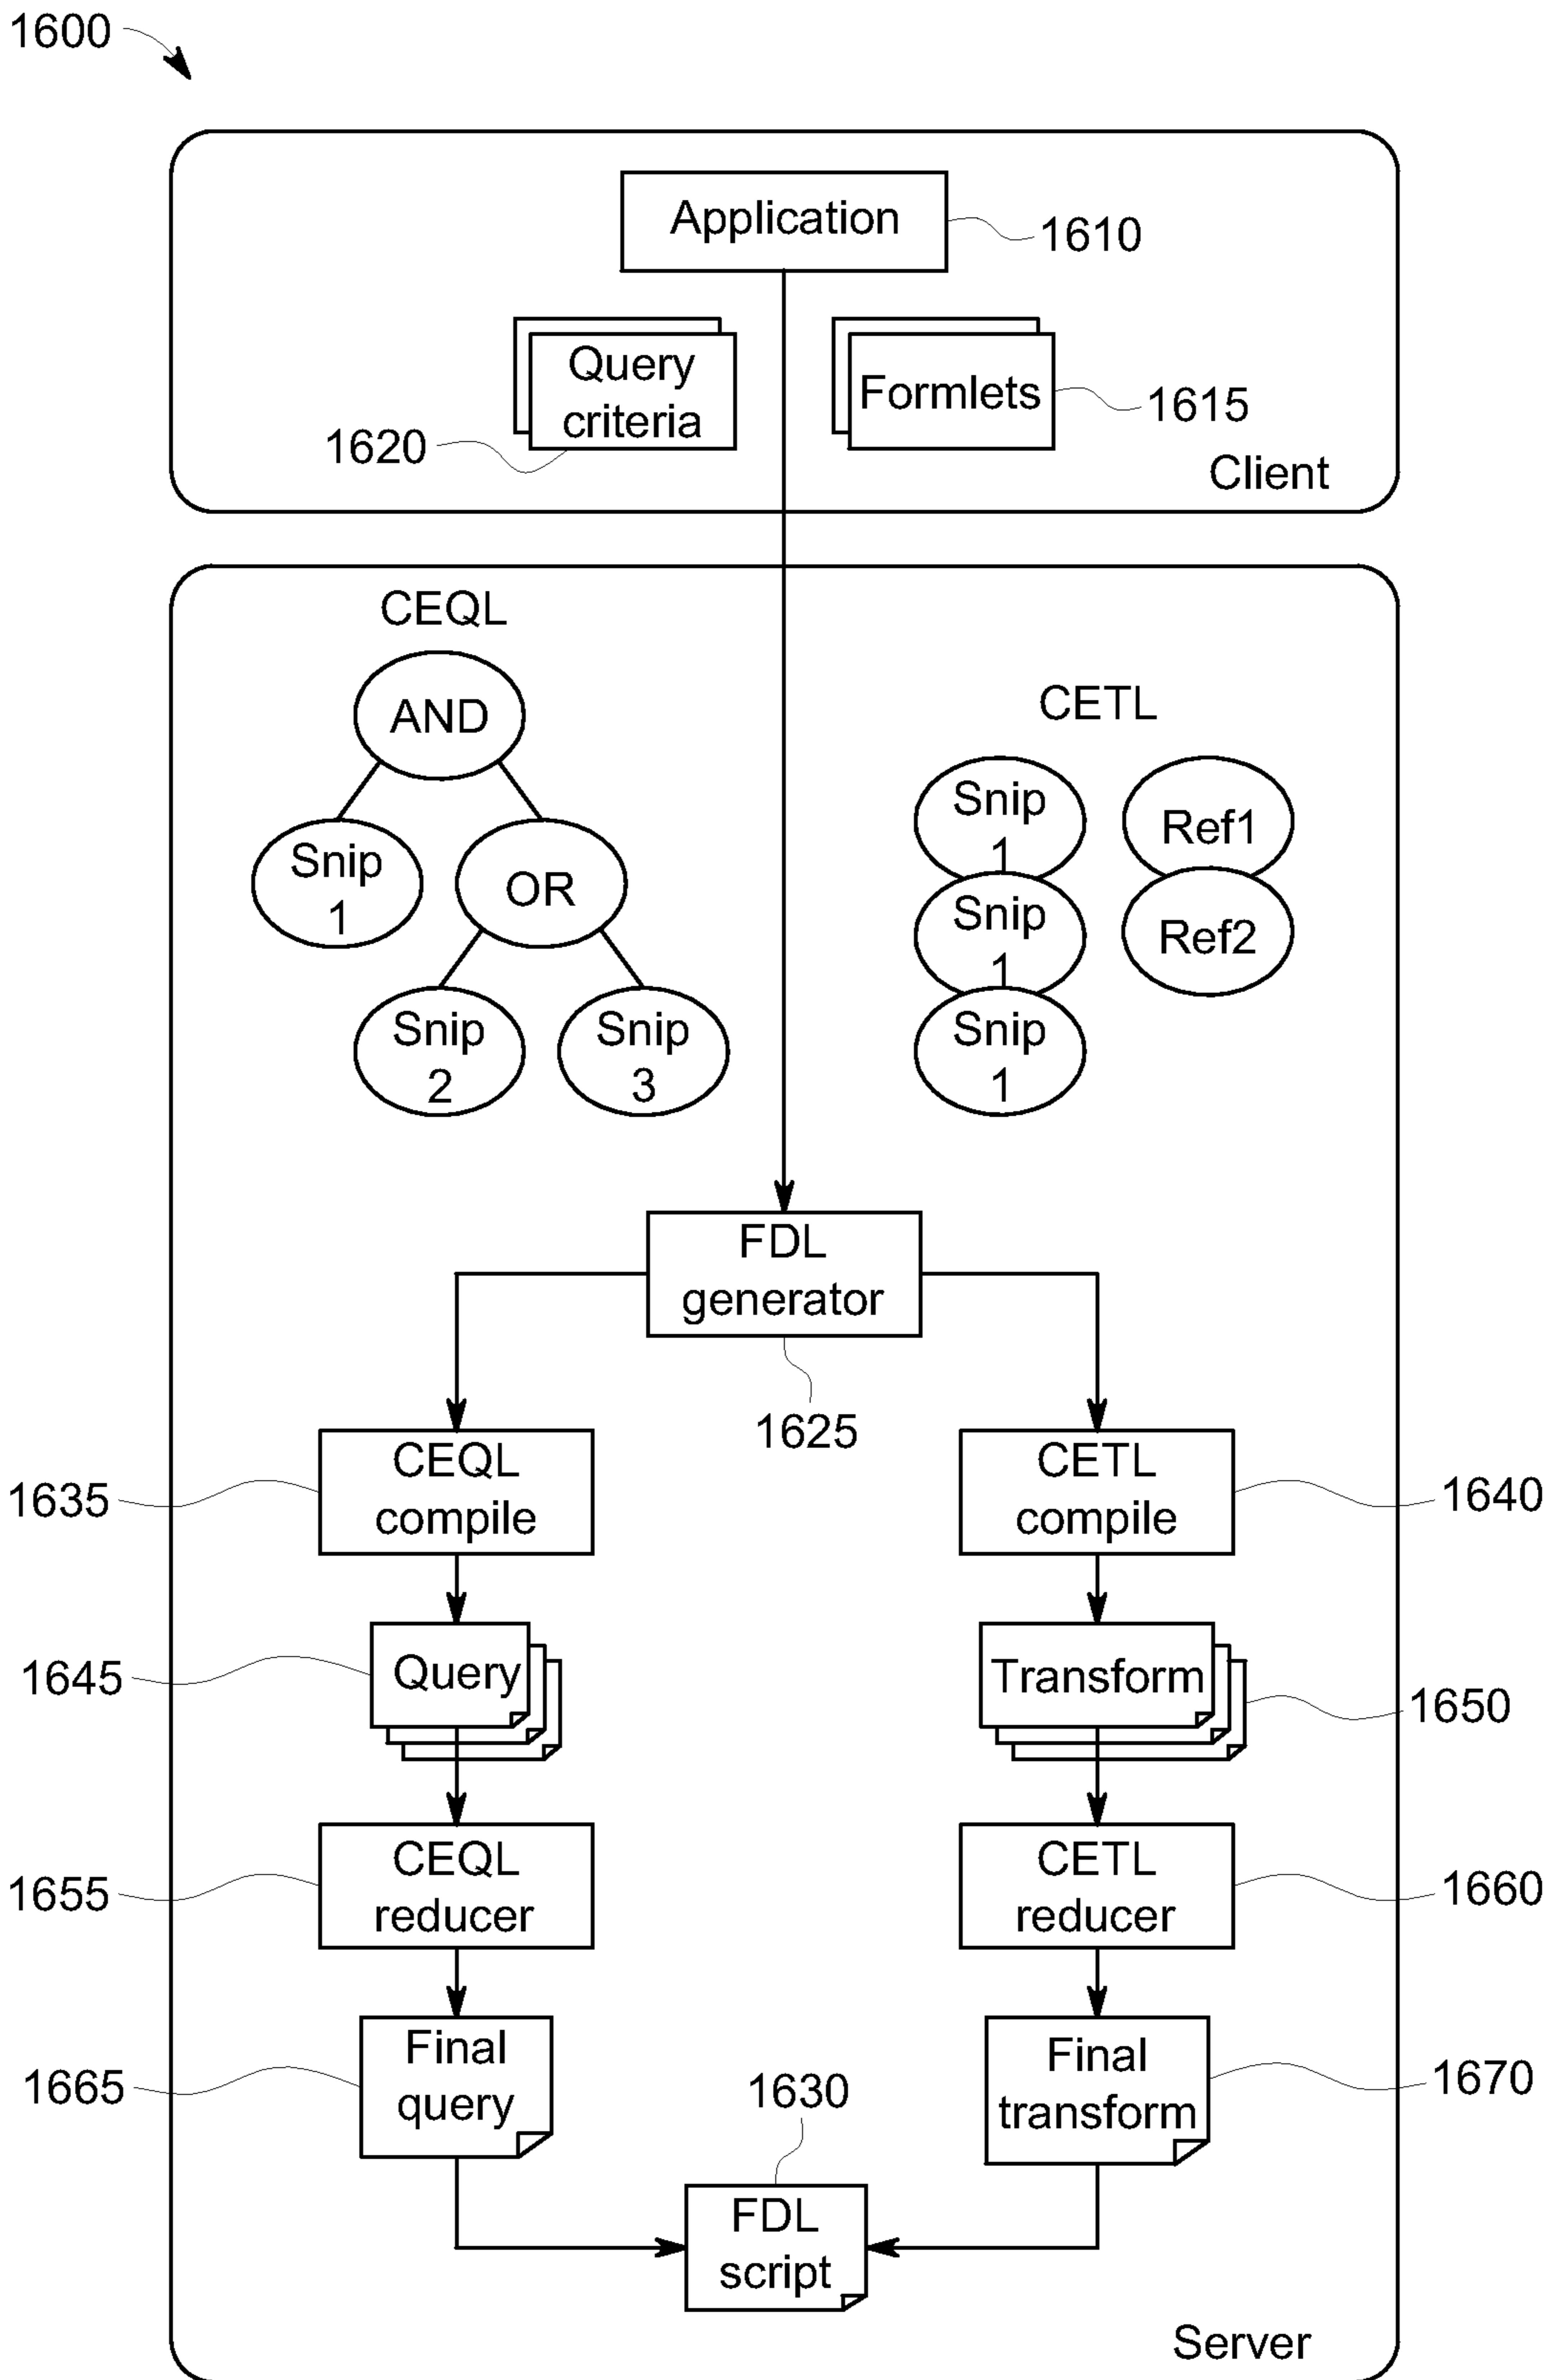 1600
Application
1610
Query
criteria
1620
Formlets
1615
Client
CEQL
AND
Snip
1
OR
Snip
2
Snip
3
CETL
Snip
1
Snip
1
Snip
1
Ref1
Ref2
FDL
generator
1625
CEQL
compile
1635
CETL
compile
1640
Query
1645
Transform
1650
CEQL
reducer
1655
CETL
reducer
1660
Final
query
1665
Final
transform
1670
1630
FDL
script
Server